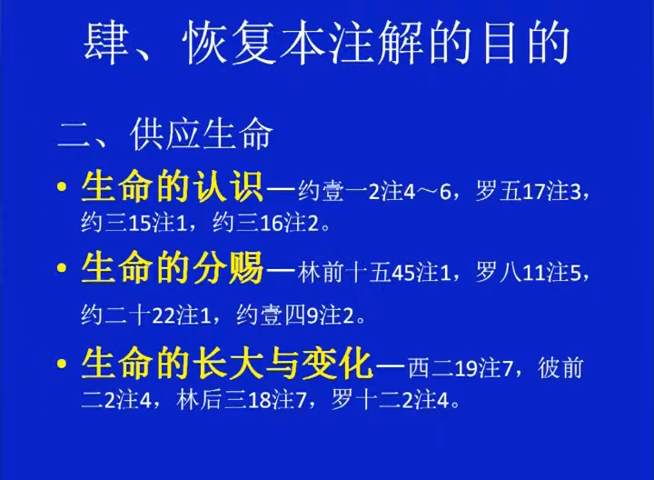 肆、恢复本注解的目的
二、供应生命
• 生命的认识—约壹一2注4～6，罗五17注3，
约三15注1，约三16注2。
• 生命的分赐—林前十五45注1，罗八11注5，
约二十22注1，约壹四9注2。
• 生命的长大与变化—西二19注7，彼前
二2注4，林后三18注7，罗十二2注4。